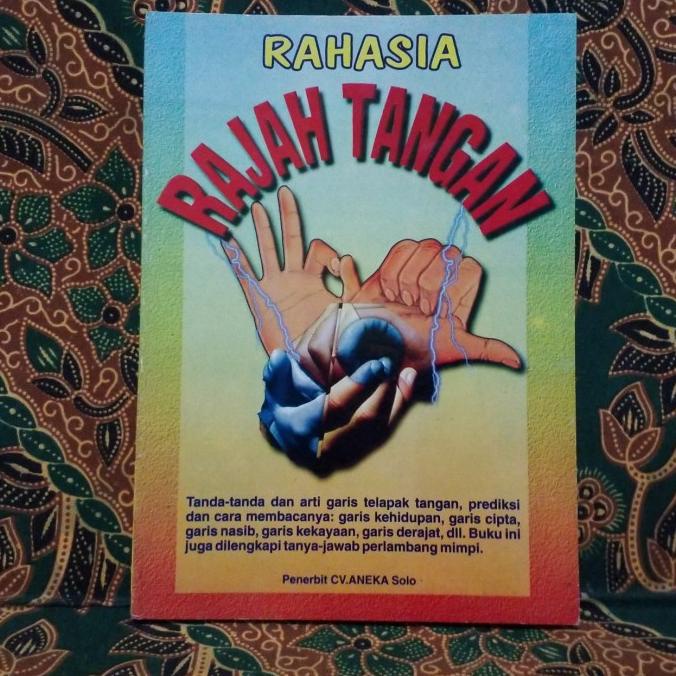 RAHASIA
RAJAH TANGAN
Tanda-tanda dan arti garis telapak tangan, prediksi
dan cara membacanya: garis kehidupan, garis cipta,
garis nasib, garis kekayaan, garis derajat, dll. Buku ini
juga dilengkapi tanya-jawab perlambang mimpi.
Penerbit CV.ANEKA Solo